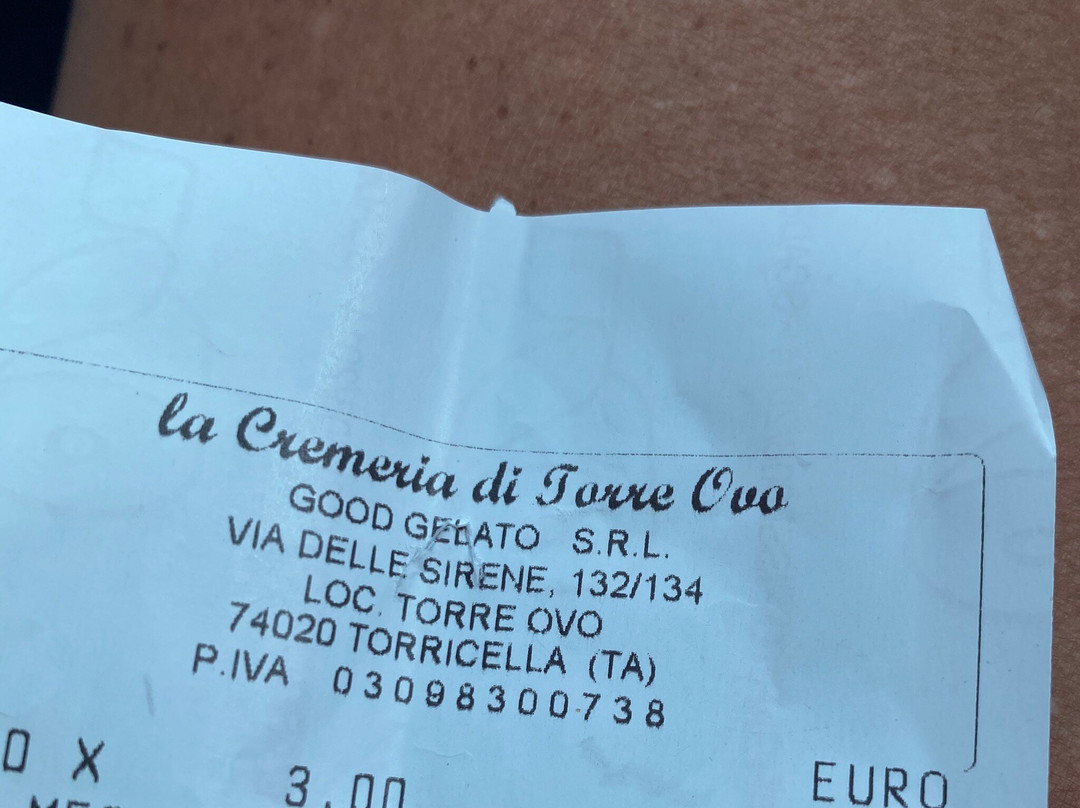 la Cremeria di Torre Ovo
GOOD GELATO S.R.L.
VIA DELLE SIRENE, 132/134
LOC. TORRE OVO
74020 TORRICELLA (TA)
P.IVA 03098300738
EURO
0 X 3.00